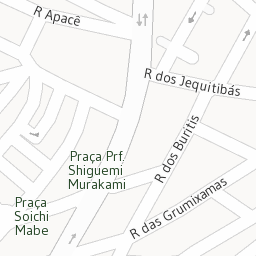 R Apacê
R dos Jequitibás
Praça Prf.
Shiguemi
Murakami
R dos Buritis
R das Grumixamas
Praça
Soichi
Mabe